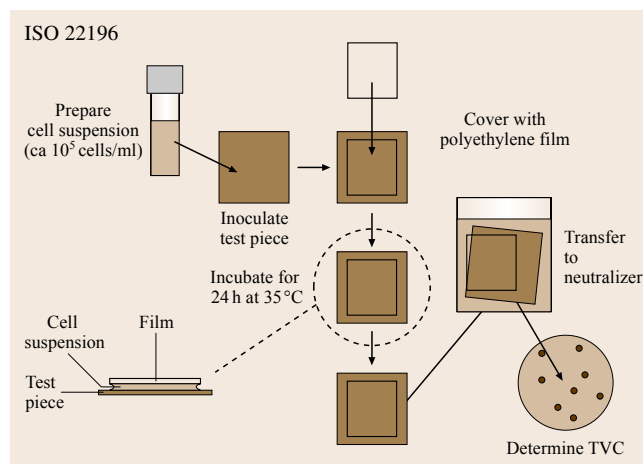 ISO 22196
Prepare
cell suspension
(ca 10⁵ cells/ml)
Cover with
polyethylene film
Inoculate
test piece
Transfer
to
neutralizer
Incubate for
24 h at 35 °C
Cell
suspension
Film
Test
piece
Determine TVC